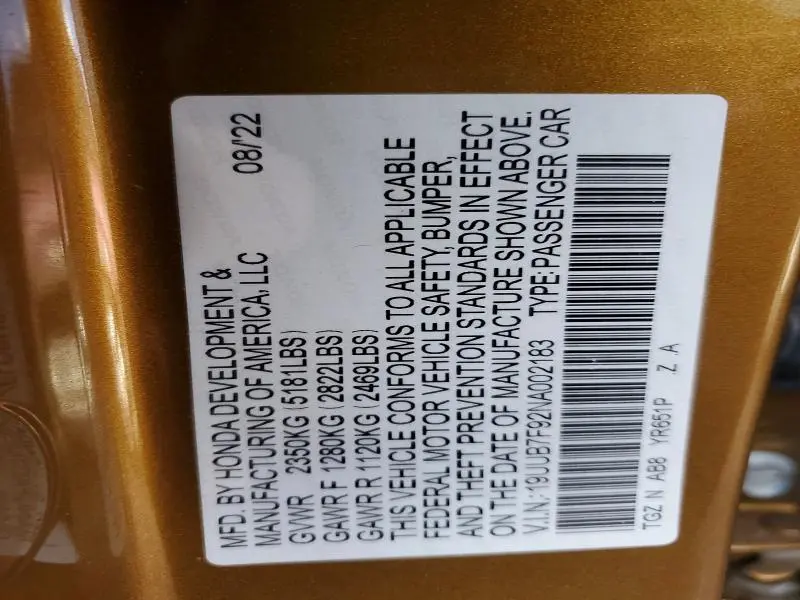 MFD. BY HONDA DEVELOPMENT &
MANUFACTURING OF AMERICA, LLC 08/'22
GVWR 2350KG (5181LBS)
GAWR F 1280KG (2822LBS)
GAWR R 1120KG (2469LBS)
THIS VEHICLE CONFORMS TO ALL APPLICABLE
FEDERAL MOTOR VEHICLE SAFETY, BUMPER,
AND THEFT PREVENTION STANDARDS IN EFFECT
ON THE DATE OF MANUFACTURE SHOWN ABOVE.
V.I.N.: 19UUB7F92NA002183 TYPE:PASSENGER CAR
TGZ N AB8 YR651P Z A